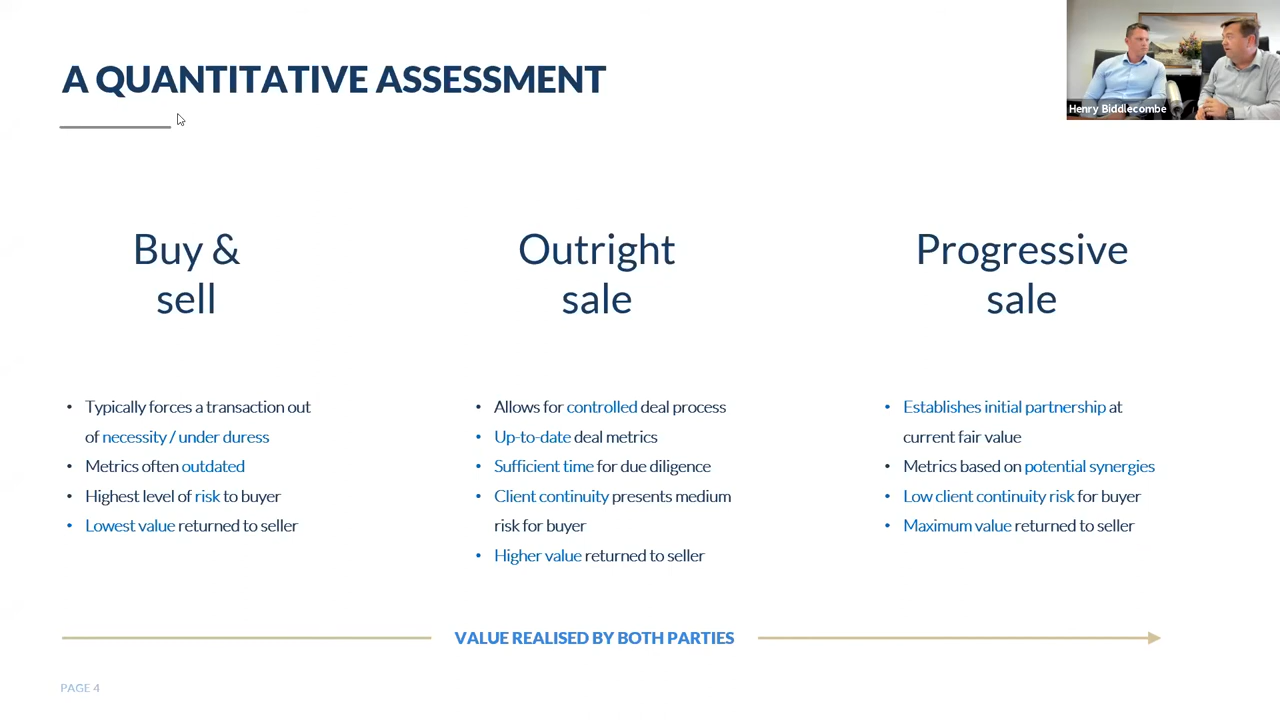 A QUANTITATIVE ASSESSMENT
Henry Biddlecombe
Buy &
sell
• Typically forces a transaction out
of necessity / under duress
• Metrics often outdated
• Highest level of risk to buyer
• Lowest value returned to seller
Outright
sale
• Allows for controlled deal process
• Up-to-date deal metrics
• Sufficient time for due diligence
• Client continuity presents medium
risk for buyer
• Higher value returned to seller
Progressive
sale
• Establishes initial partnership at
current fair value
• Metrics based on potential synergies
• Low client continuity risk for buyer
• Maximum value returned to seller
VALUE REALISED BY BOTH PARTIES
PAGE 4